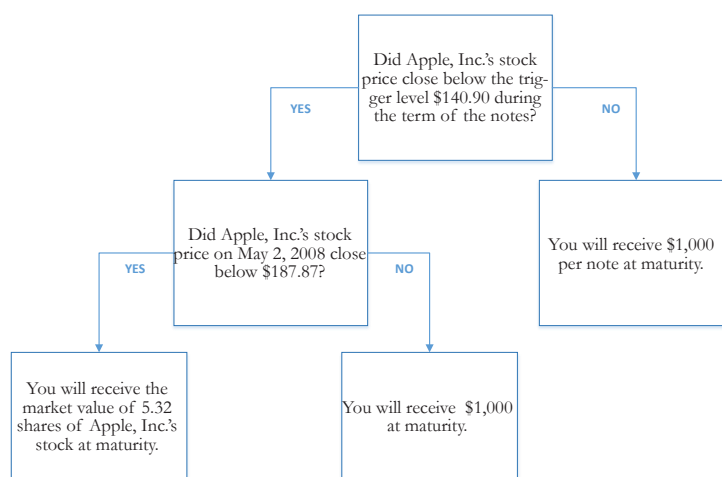 Did Apple, Inc.'s stock
price close below the trig-
ger level $140.90 during
the term of the notes?
YES
NO
Did Apple, Inc.'s stock
price on May 2, 2008 close
below $187.87?
You will receive $1,000
per note at maturity.
YES
NO
You will receive the
market value of 5.32
shares of Apple, Inc.'s
stock at maturity.
You will receive $1,000
at maturity.